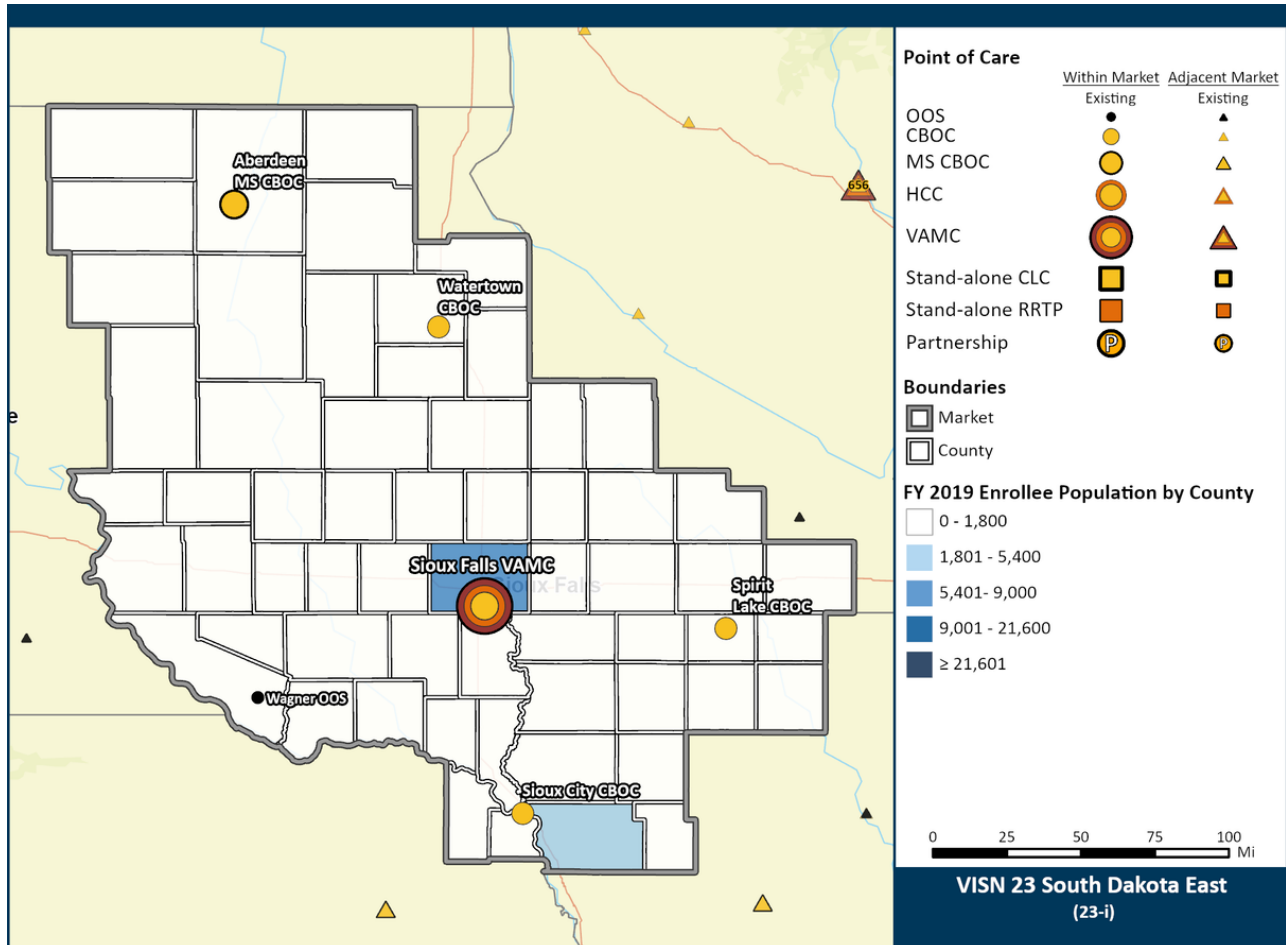 Aberdeen
MS CBOC
656
Watertown
CBOC
e
Sioux Falls VAMC
Sioux Falls
Spirit
Lake CBOC
Wagner OOS
Sioux City CBOC
Point of Care
Within Market Adjacent Market
Existing Existing
OOS
CBOC
MS CBOC
HCC
VAMC
Stand-alone CLC
Stand-alone RRTP
Partnership P P
Boundaries
Market
County
FY 2019 Enrollee Population by County
0 - 1,800
1,801 - 5,400
5,401- 9,000
9,001 - 21,600
≥ 21,601
0 25 50 75 100
Mi
VISN 23 South Dakota East
(23-i)